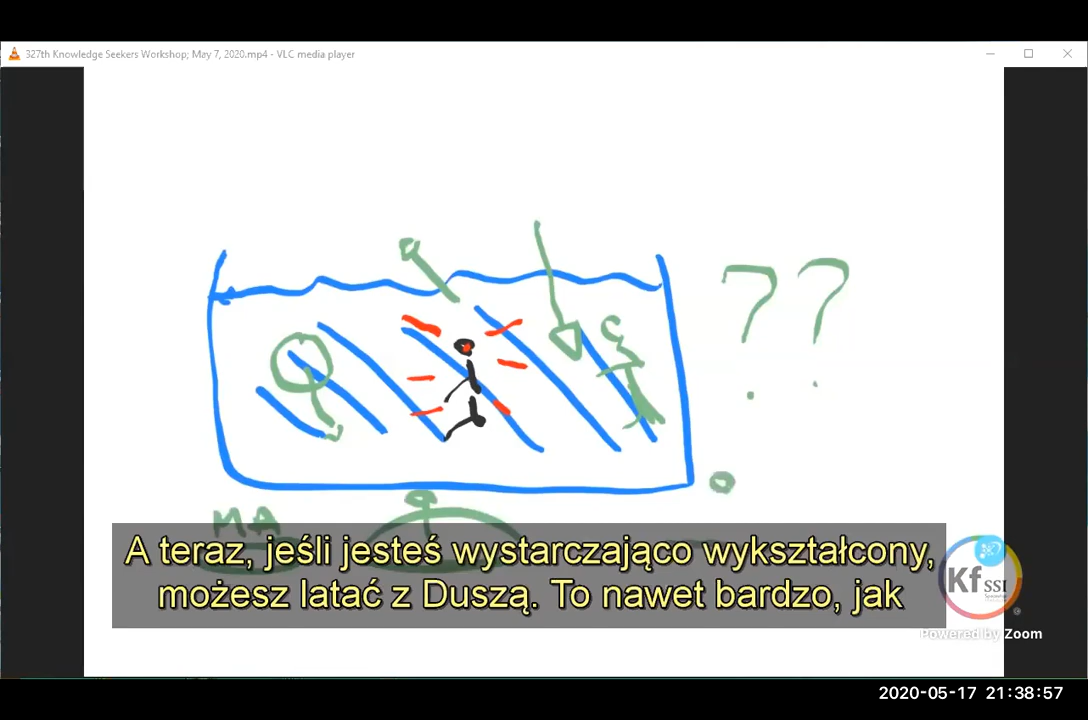 327th Knowledge Seekers Workshop; May 7, 2020.mp4 - VLC media player
??
MA
A teraz, jeśli jesteś wystarczająco wykształcony,
możesz latać z Duszą. To nawet bardzo, jak
Kf SSI
Powered by Zoom
2020-05-17 21:38:57